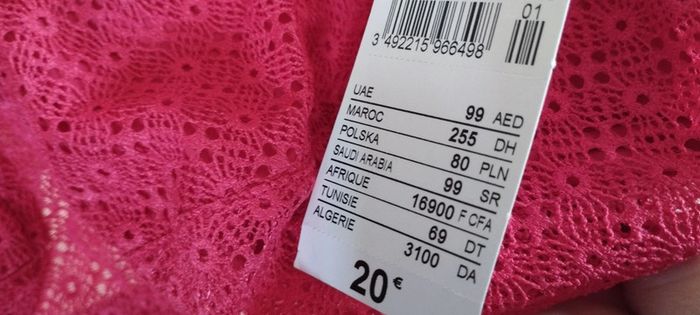 01
3 492215 966498
UAE 99 AED
MAROC 255 DH
POLSKA 80 PLN
SAUDI ARABIA 99 SR
AFRIQUE 16900 F CFA
TUNISIE 69 DT
ALGERIE 3100 DA
20 €